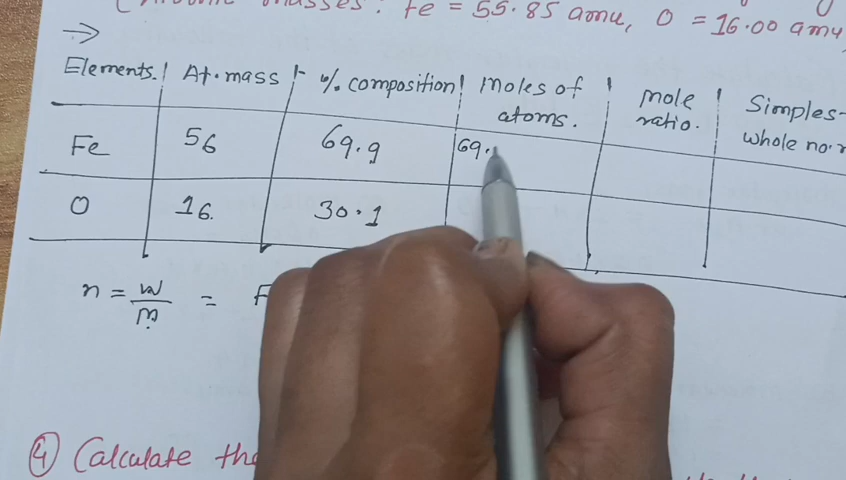 Fe = 55.85 amu, O = 16.00 amu
→
Elements. At. mass % composition moles of atoms. mole ratio. Simples- whole no.
Fe 56 69.9 69.
O 16. 30.1
n = W/M = F
④ Calculate the